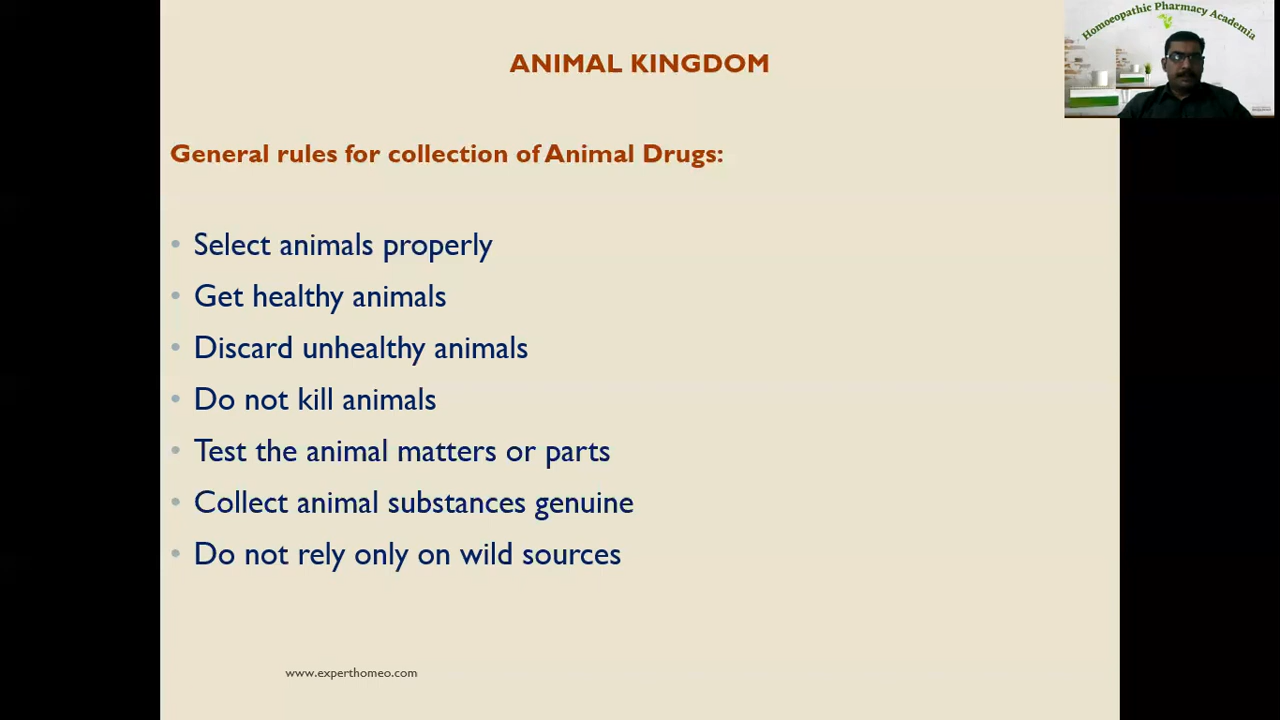 Homoeopathic Pharmacy Academia
ANIMAL KINGDOM
General rules for collection of Animal Drugs:
• Select animals properly
• Get healthy animals
• Discard unhealthy animals
• Do not kill animals
• Test the animal matters or parts
• Collect animal substances genuine
• Do not rely only on wild sources
www.experthomeo.com